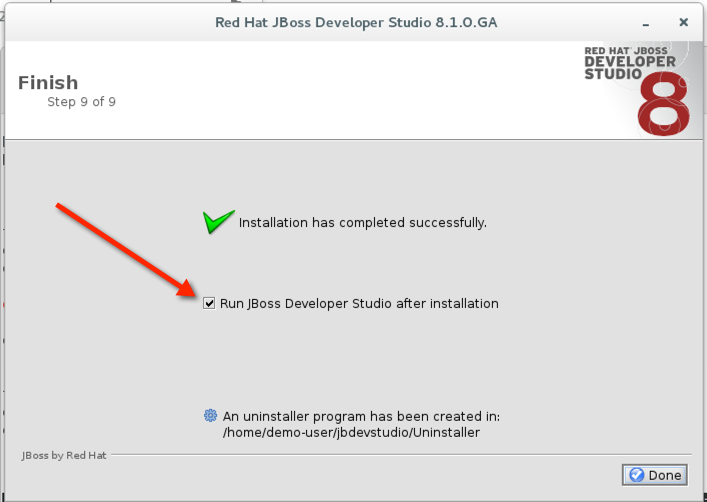 Red Hat JBoss Developer Studio 8.1.0.GA
Finish
Step 9 of 9
RED HAT® JBOSS
DEVELOPER
STUDIO
8
Installation has completed successfully.
Run JBoss Developer Studio after installation
An uninstaller program has been created in:
/home/demo-user/jbdevstudio/Uninstaller
JBoss by Red Hat
Done